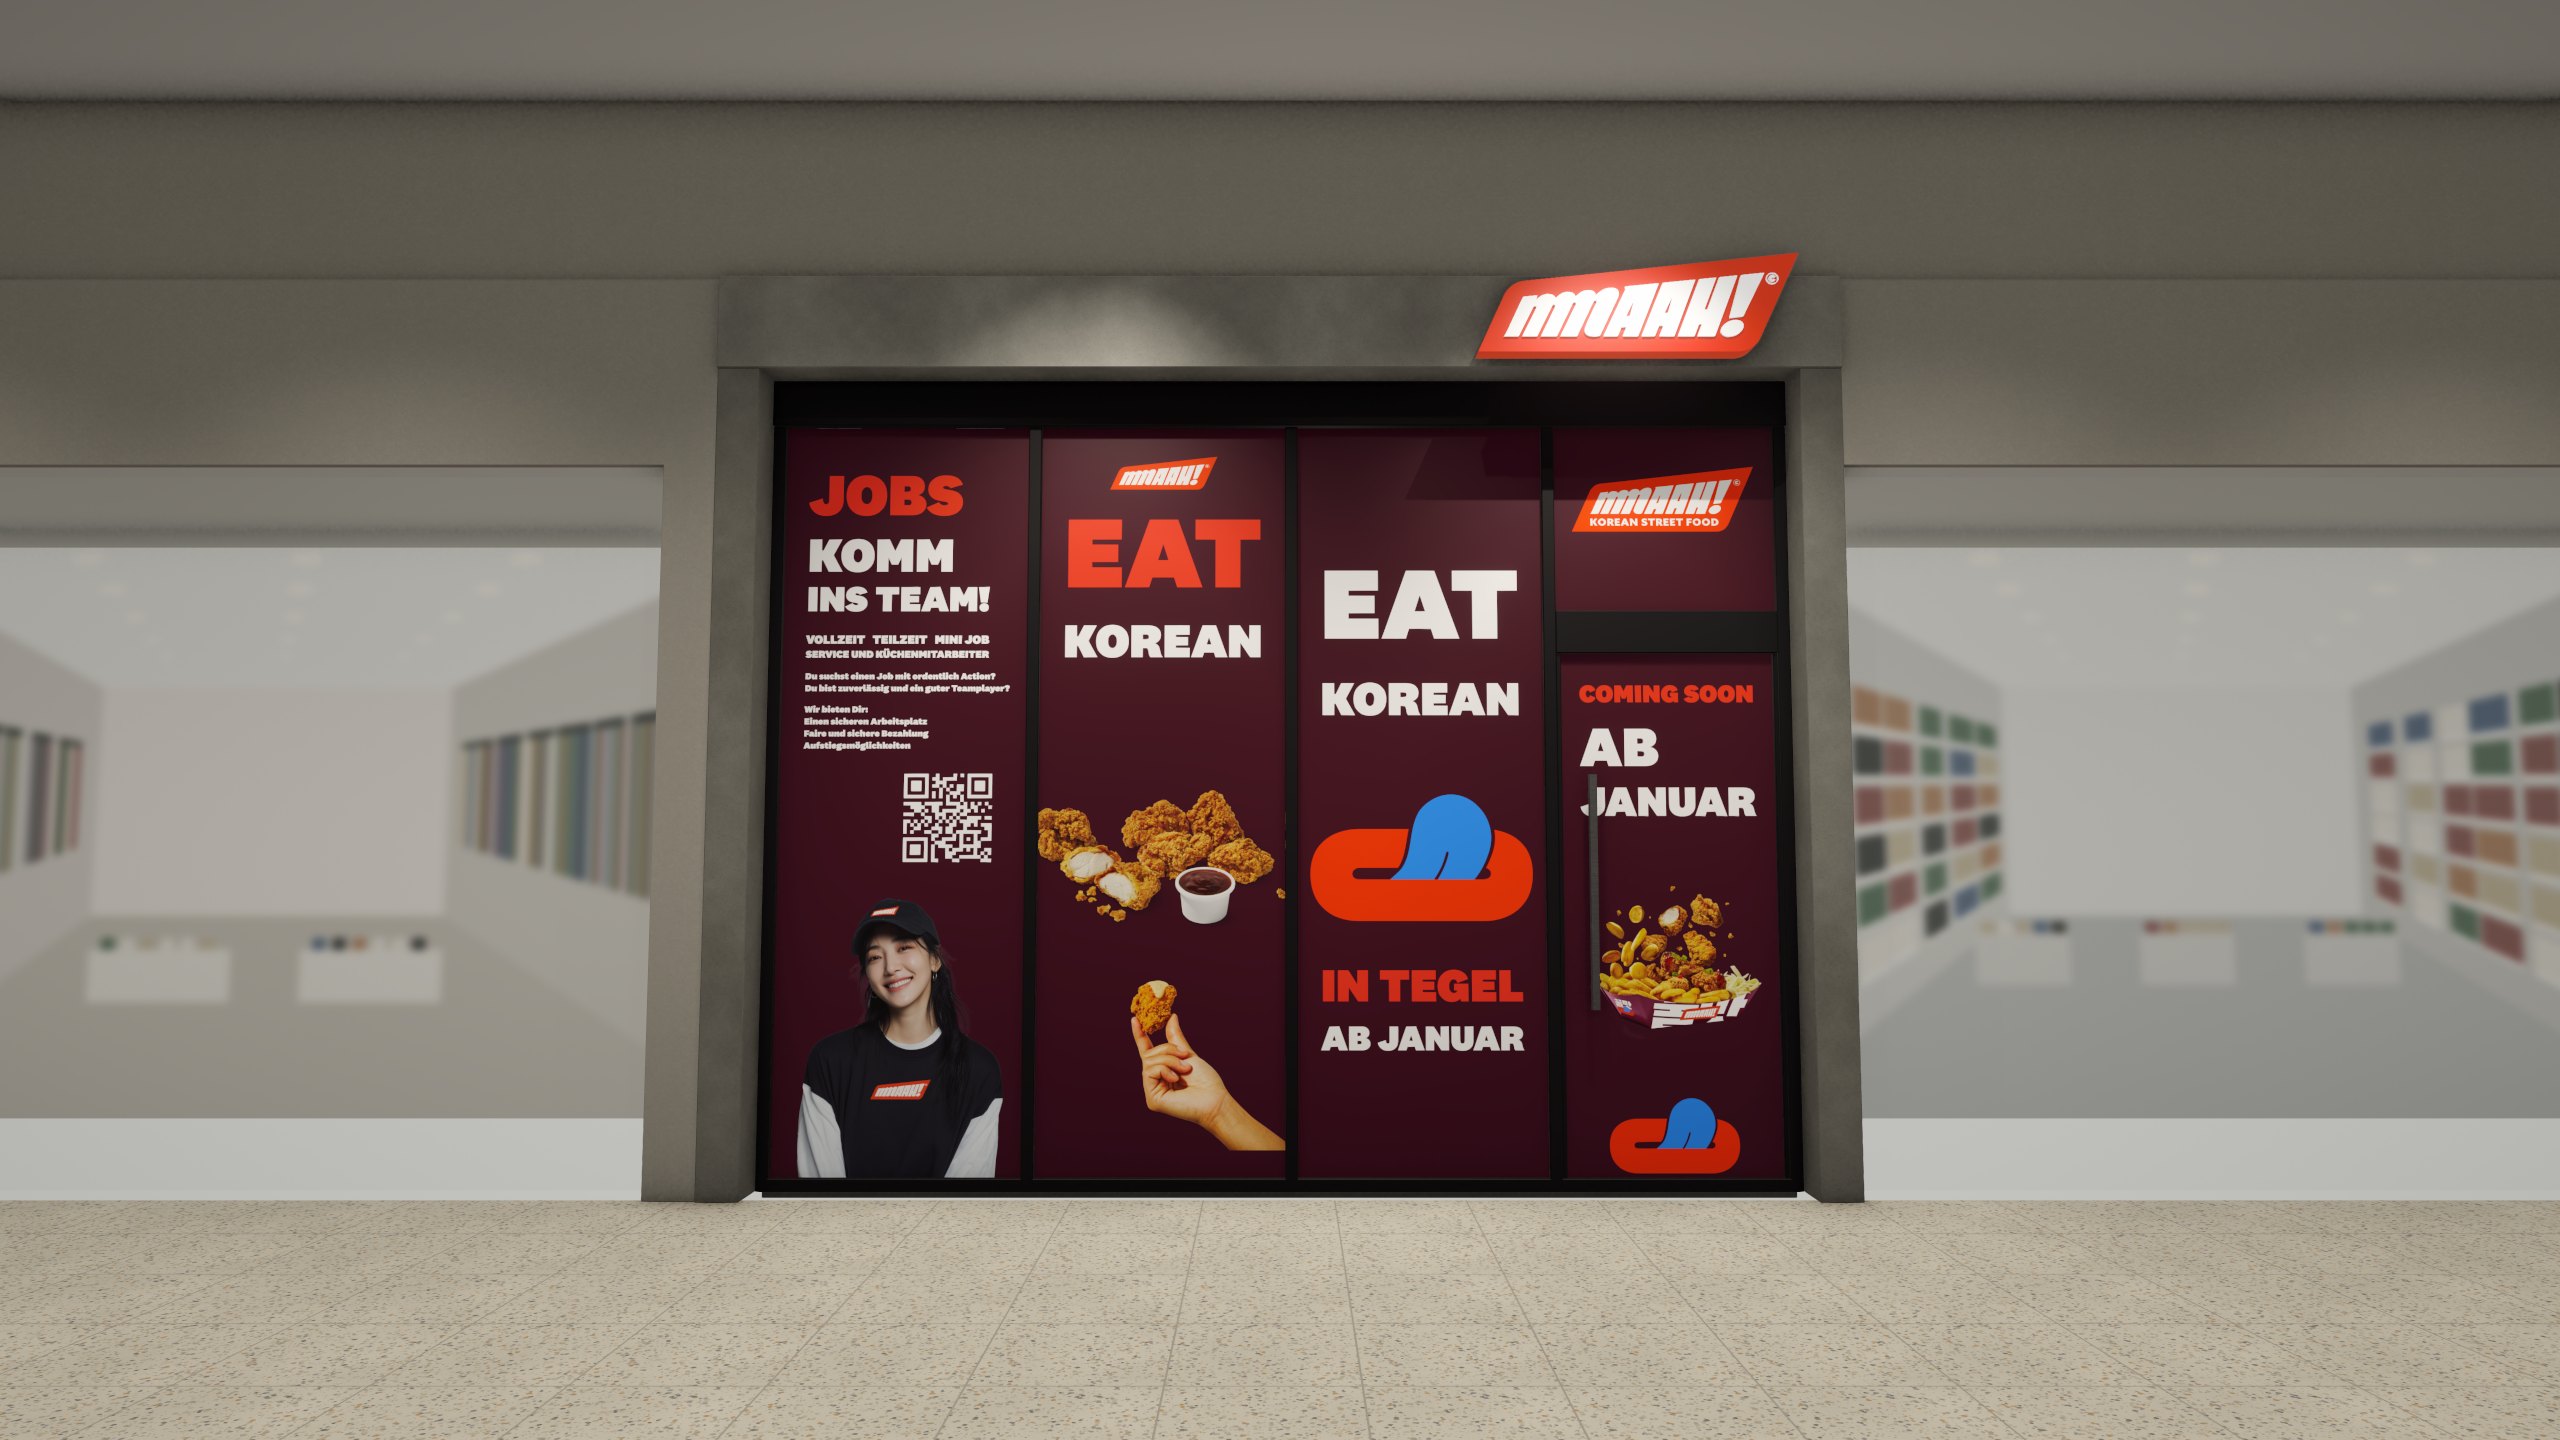 mmAAH!
JOBS
KOMM
INS TEAM!
VOLLZEIT TEILZEIT MINI JOB
SERVICE UND KÜCHENMITARBEITER
Du suchst einen Job mit ordentlich Action?
Du bist zuverlässig und ein guter Teamplayer?
Wir bieten Dir:
Einen sicheren Arbeitsplatz
Faire und sichere Bezahlung
Aufstiegsmöglichkeiten
mmAAH!
mmAAH!
mmAAH!
EAT
KOREAN
EAT
KOREAN
IN TEGEL
AB JANUAR
mmAAH!
KOREAN STREET FOOD
COMING SOON
AB
JANUAR
mmAAH!